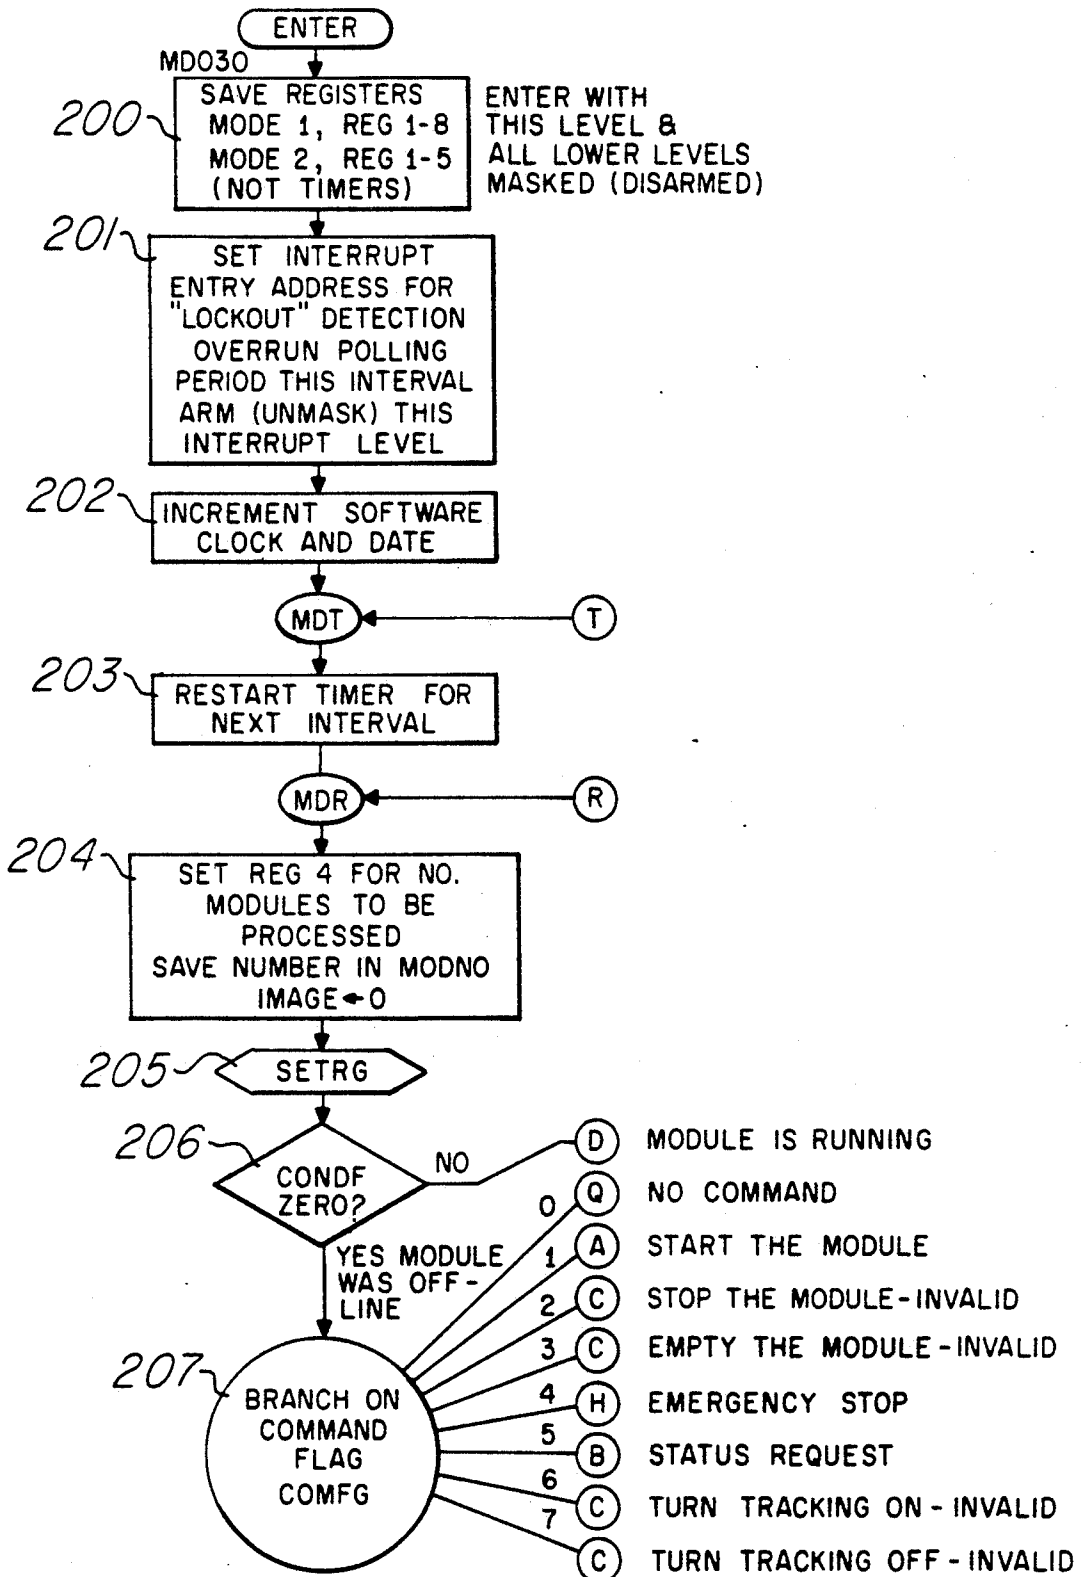 ENTER
MD030
200
SAVE REGISTERS
MODE 1, REG 1-8
MODE 2, REG 1-5
(NOT TIMERS)
ENTER WITH
THIS LEVEL &
ALL LOWER LEVELS
MASKED (DISARMED)
201
SET INTERRUPT
ENTRY ADDRESS FOR
"LOCKOUT" DETECTION
OVERRUN POLLING
PERIOD THIS INTERVAL
ARM (UNMASK) THIS
INTERRUPT LEVEL
202
INCREMENT SOFTWARE
CLOCK AND DATE
MDT
T
203
RESTART TIMER FOR
NEXT INTERVAL
MDR
R
204
SET REG 4 FOR NO.
MODULES TO BE
PROCESSED
SAVE NUMBER IN MODNO
IMAGE←0
205
SETRG
206
CONDF
ZERO?
NO
D MODULE IS RUNNING
YES MODULE
WAS OFF-
LINE
207
BRANCH ON
COMMAND
FLAG
COMFG
0 Q NO COMMAND
1 A START THE MODULE
2 C STOP THE MODULE-INVALID
3 C EMPTY THE MODULE-INVALID
4 H EMERGENCY STOP
5 B STATUS REQUEST
6 C TURN TRACKING ON-INVALID
7 C TURN TRACKING OFF-INVALID